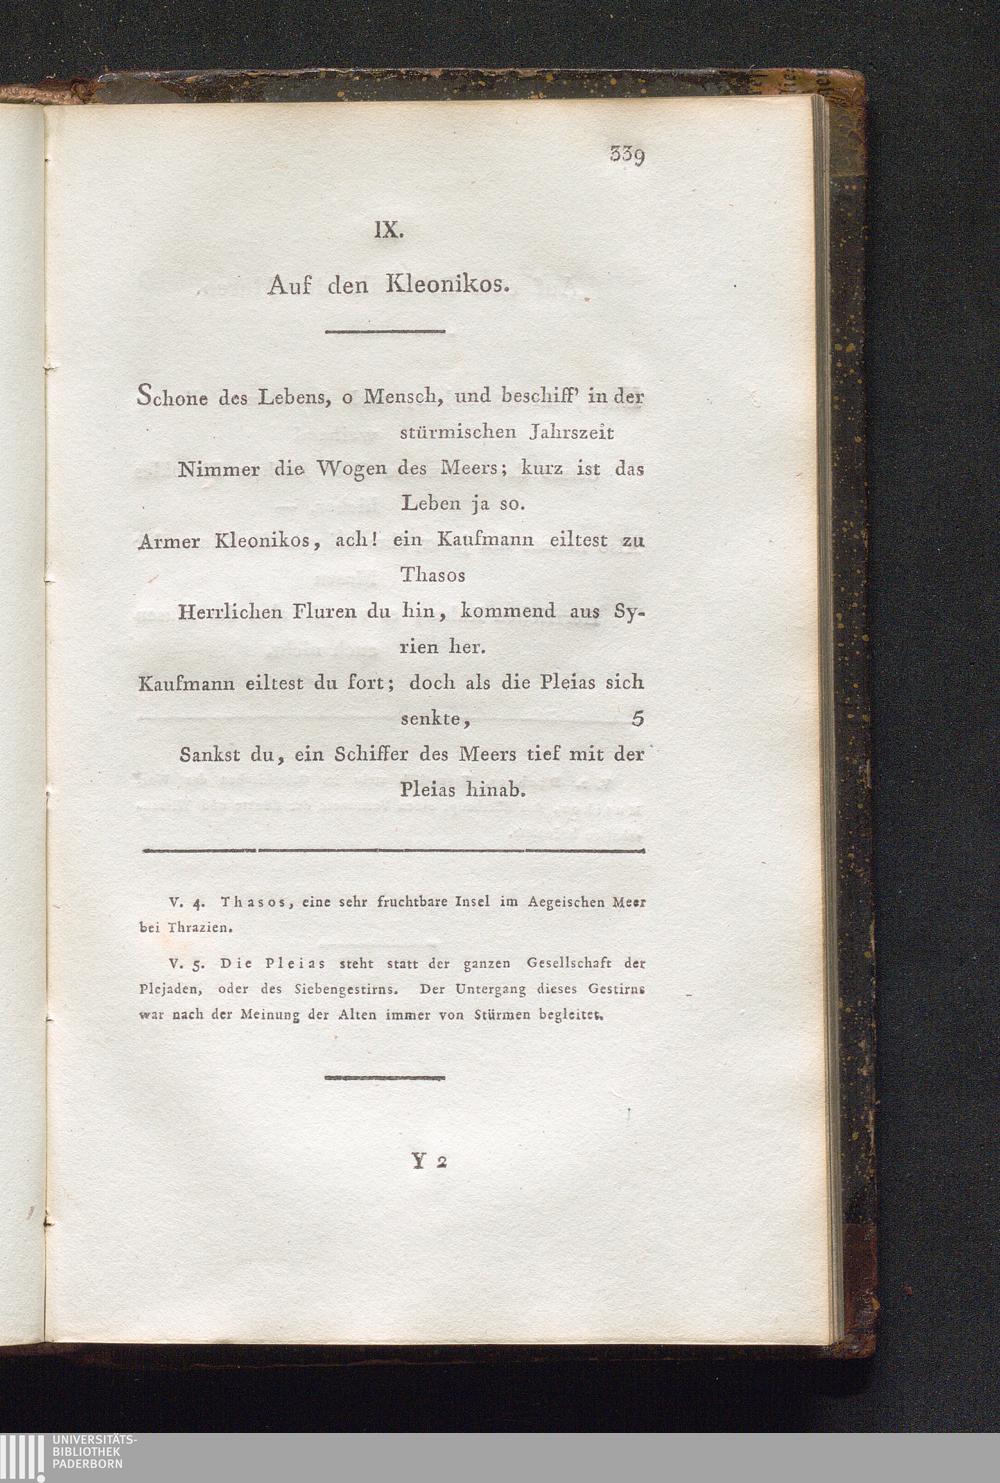 339
IX.
Auf den Kleonikos.
Schone des Lebens, o Mensch, und beschiff' in der
stürmischen Jahrszeit
Nimmer die Wogen des Meers; kurz ist das
Leben ja so.
Armer Kleonikos, ach! ein Kaufmann eiltest zu
Thasos
Herrlichen Fluren du hin, kommend aus Sy-
rien her.
Kaufmann eiltest du fort; doch als die Pleias sich
senkte, 5
Sankst du, ein Schiffer des Meers tief mit der
Pleias hinab.
V. 4. Thasos, eine sehr fruchtbare Insel im Aegeischen Meer
bei Thrazien.
V. 5. Die Pleias steht statt der ganzen Gesellschaft der
Plejaden, oder des Siebengestirns. Der Untergang dieses Gestirns
war nach der Meinung der Alten immer von Stürmen begleitet.
Y 2
UNIVERSITÄTS-
BIBLIOTHEK
PADERBORN